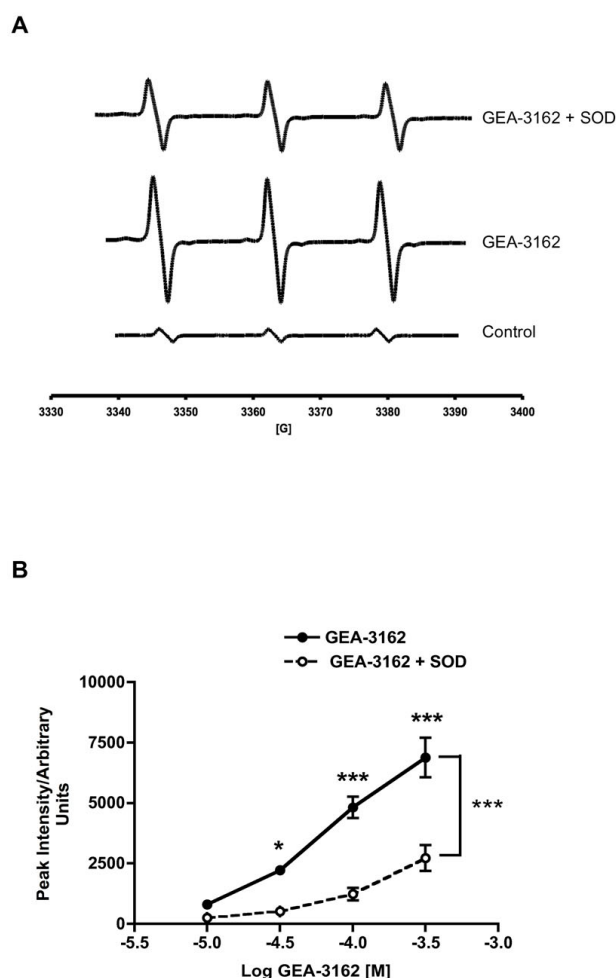 A
GEA-3162 + SOD
GEA-3162
Control
3330 3340 3350 3360 3370 3380 3390 3400
[G]
B
GEA-3162
GEA-3162 + SOD
10000
7500
5000
2500
0
Peak Intensity/Arbitrary
Units
*
***
***
***
-5.5 -5.0 -4.5 -4.0 -3.5 -3.0
Log GEA-3162 [M]